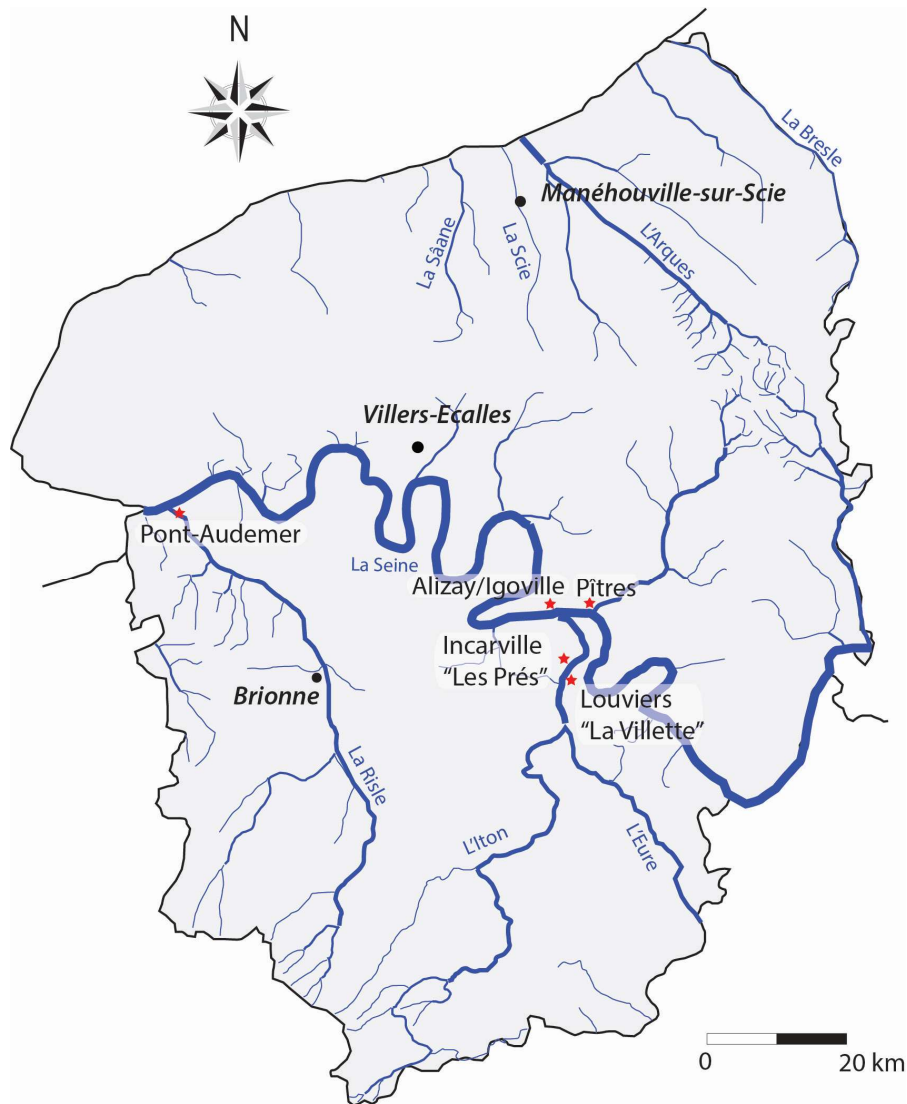 N
La Bresle
Manéhouville-sur-Scie
La Sâane
La Scie
L'Arques
Villers-Ecalles
Pont-Audemer
La Seine
Alizay/Igoville
Pîtres
Incarville
“Les Prés”
Brionne
Louviers
“La Villette”
La Risle
L'Iton
L'Eure
0
20 km